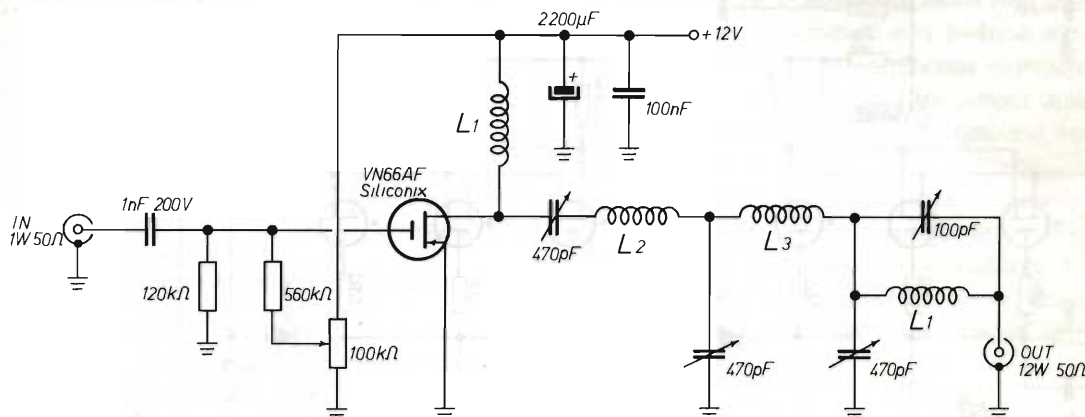 2200µF
+12V
+
L1
100nF
VN66AF
Siliconix
1nF 200V
IN
1W 50Ω
470pF
L2
L3
100pF
120kΩ
560kΩ
100kΩ
L1
470pF
470pF
OUT
12W 50Ω